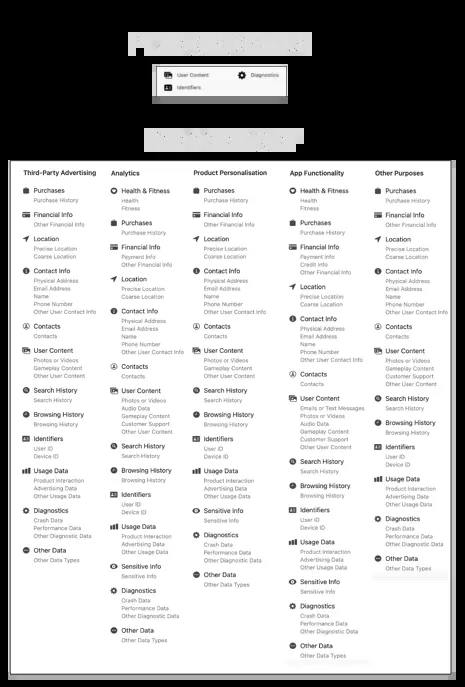 User Content
Diagnostics
Identifiers
Third-Party Advertising
Purchases
Purchase History
Financial Info
Other Financial Info
Location
Precise Location
Coarse Location
Contact Info
Physical Address
Email Address
Name
Phone Number
Other User Contact Info
Contacts
Contacts
User Content
Photos or Videos
Gameplay Content
Other User Content
Search History
Search History
Browsing History
Browsing History
Identifiers
User ID
Device ID
Usage Data
Product Interaction
Advertising Data
Other Usage Data
Diagnostics
Crash Data
Performance Data
Other Diagnostic Data
Other Data
Other Data Types
Analytics
Health & Fitness
Health
Fitness
Purchases
Purchase History
Financial Info
Payment Info
Other Financial Info
Location
Precise Location
Coarse Location
Contact Info
Physical Address
Email Address
Name
Phone Number
Other User Contact Info
Contacts
Contacts
User Content
Photos or Videos
Audio Data
Gameplay Content
Customer Support
Other User Content
Search History
Search History
Browsing History
Browsing History
Identifiers
User ID
Device ID
Usage Data
Product Interaction
Advertising Data
Other Usage Data
Sensitive Info
Sensitive Info
Diagnostics
Crash Data
Performance Data
Other Diagnostic Data
Other Data
Other Data Types
Product Personalisation
Purchases
Purchase History
Financial Info
Other Financial Info
Location
Precise Location
Coarse Location
Contact Info
Physical Address
Email Address
Name
Phone Number
Other User Contact Info
Contacts
Contacts
User Content
Photos or Videos
Gameplay Content
Other User Content
Search History
Search History
Browsing History
Browsing History
Identifiers
User ID
Device ID
Usage Data
Product Interaction
Advertising Data
Other Usage Data
Sensitive Info
Sensitive Info
Diagnostics
Crash Data
Performance Data
Other Diagnostic Data
Other Data
Other Data Types
App Functionality
Health & Fitness
Health
Fitness
Purchases
Purchase History
Financial Info
Payment Info
Credit Info
Other Financial Info
Location
Precise Location
Coarse Location
Contact Info
Physical Address
Email Address
Name
Phone Number
Other User Contact Info
Contacts
Contacts
User Content
Emails or Text Messages
Photos or Videos
Audio Data
Gameplay Content
Customer Support
Other User Content
Search History
Search History
Browsing History
Browsing History
Identifiers
User ID
Device ID
Usage Data
Product Interaction
Advertising Data
Other Usage Data
Sensitive Info
Sensitive Info
Diagnostics
Crash Data
Performance Data
Other Diagnostic Data
Other Data
Other Data Types
Other Purposes
Purchases
Purchase History
Financial Info
Other Financial Info
Location
Precise Location
Coarse Location
Contact Info
Physical Address
Email Address
Name
Phone Number
Other User Contact Info
Contacts
Contacts
User Content
Photos or Videos
Gameplay Content
Customer Support
Other User Content
Search History
Search History
Browsing History
Browsing History
Identifiers
User ID
Device ID
Usage Data
Product Interaction
Advertising Data
Other Usage Data
Diagnostics
Crash Data
Performance Data
Other Diagnostic Data
Other Data
Other Data Types